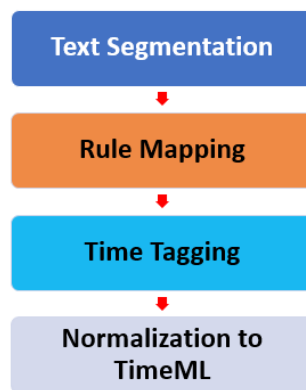 Text Segmentation
Rule Mapping
Time Tagging
Normalization to
TimeML